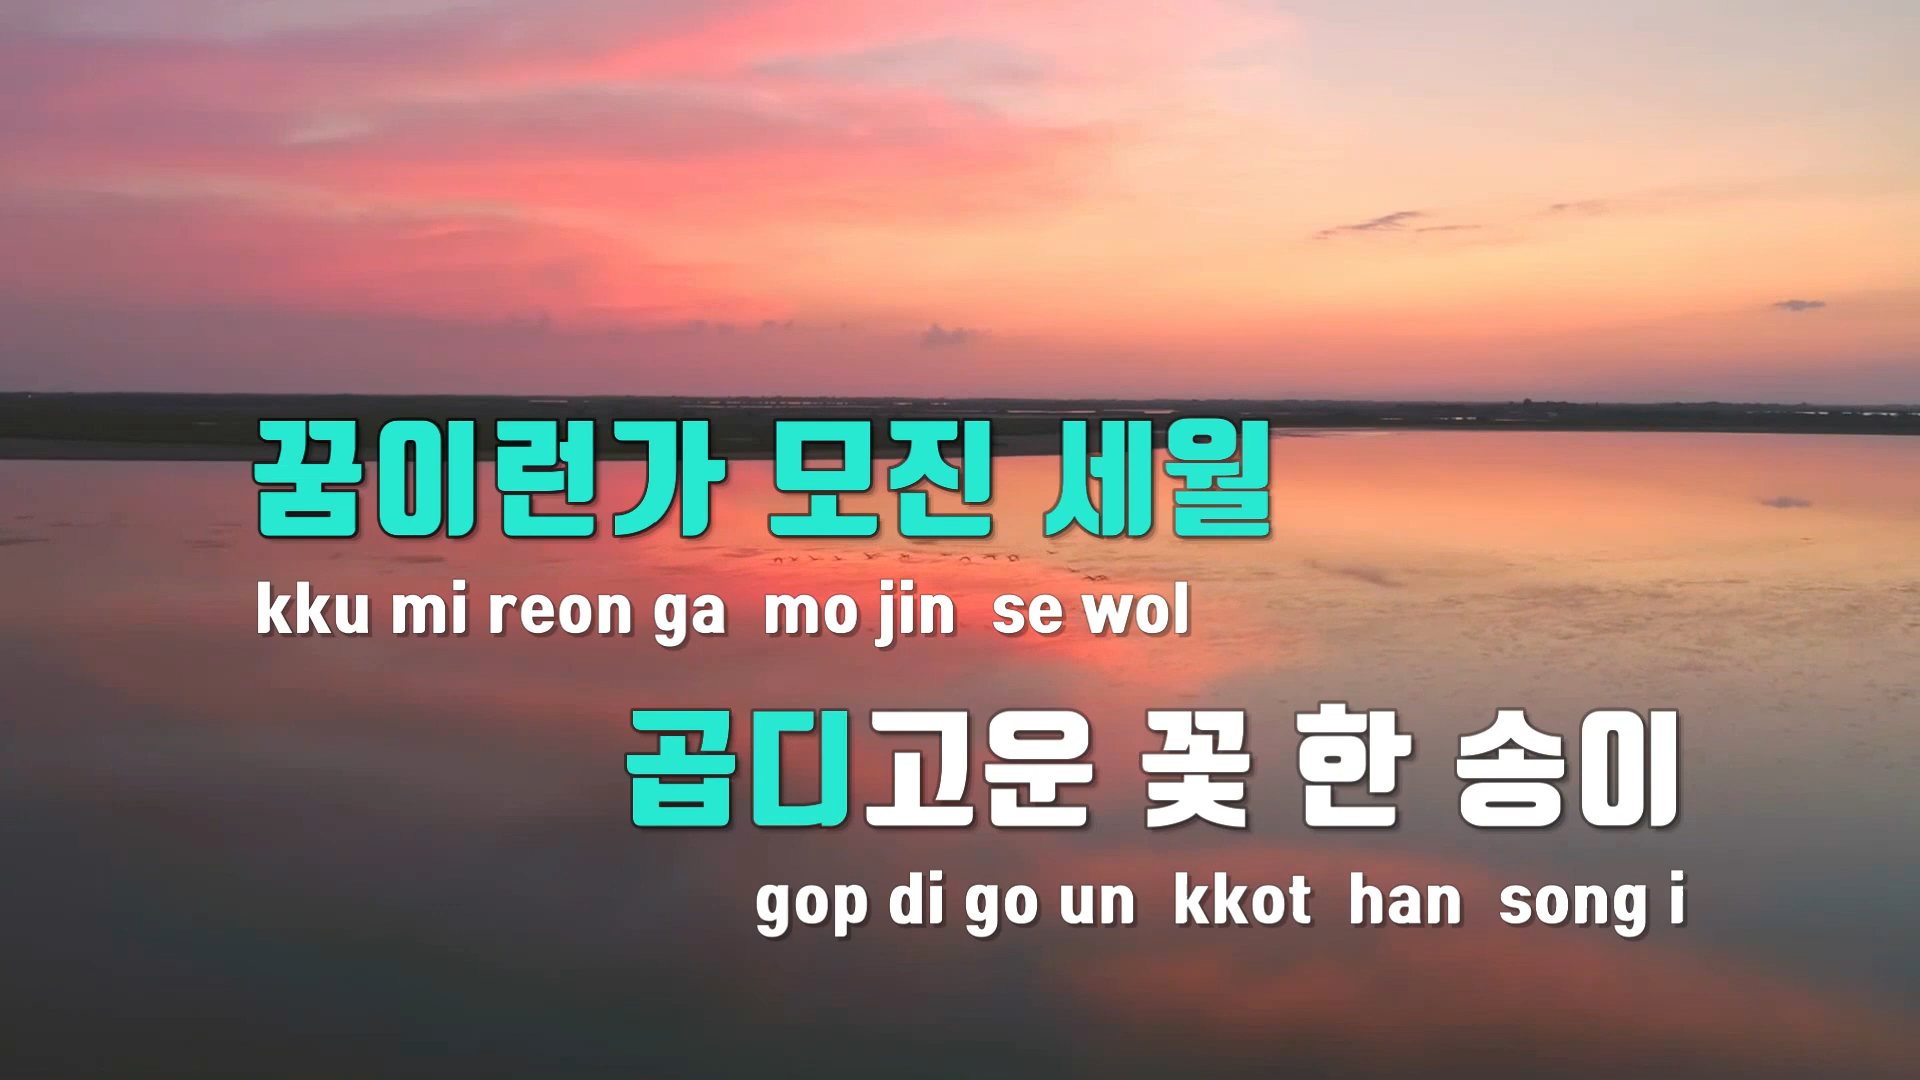 꿈이런가 모진 세월
kku mi reon ga mo jin se wol
곱디고운 꽃 한 송이
gop di go un kkot han song i